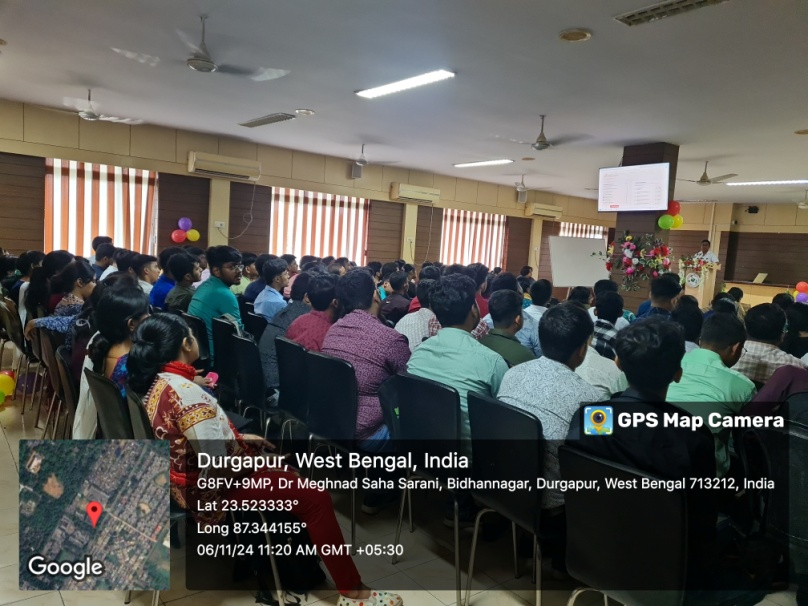 GPS Map Camera
Durgapur, West Bengal, India
G8FV+9MP, Dr Meghnad Saha Sarani, Bidhannagar, Durgapur, West Bengal 713212, India
Lat 23.523333°
Long 87.344155°
06/11/24 11:20 AM GMT +05:30
Google